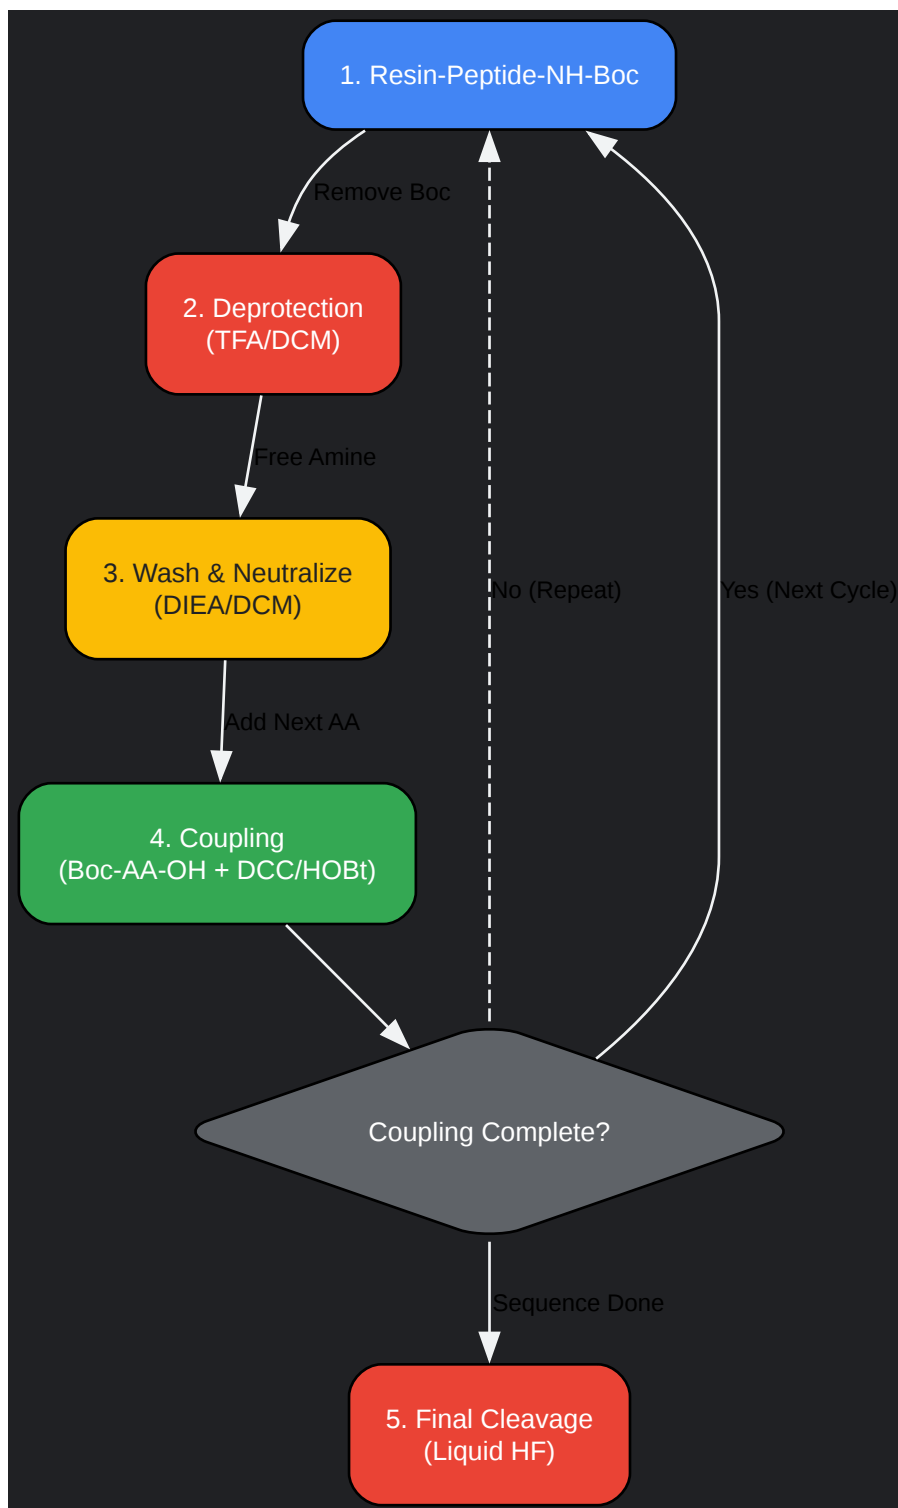 1. Resin-Peptide-NH-Boc
Remove Boc
2. Deprotection
(TFA/DCM)
Free Amine
3. Wash & Neutralize
(DIEA/DCM)
No (Repeat)
Yes (Next Cycle)
Add Next AA
4. Coupling
(Boc-AA-OH + DCC/HOBt)
Coupling Complete?
Sequence Done
5. Final Cleavage
(Liquid HF)